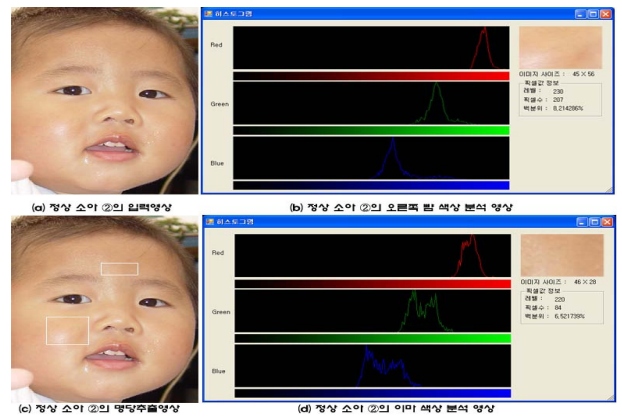 히스토그램
Red
Green
Blue
이미지 사이즈 : 45 X 56
픽셀값 정보
레벨 : 230
픽셀수 : 207
백분위 : 8,214286%
(a) 정상 소아 ②의 입력영상
(b) 정상 소아 ②의 오른쪽 뺨 색상 분석 영상
히스토그램
Red
Green
Blue
이미지 사이즈 : 46 X 28
픽셀값 정보
레벨 : 220
픽셀수 : 84
백분위 : 6,521739%
(c) 정상 소아 ②의 명당추출영상
(d) 정상 소아 ②의 이마 색상 분석 영상